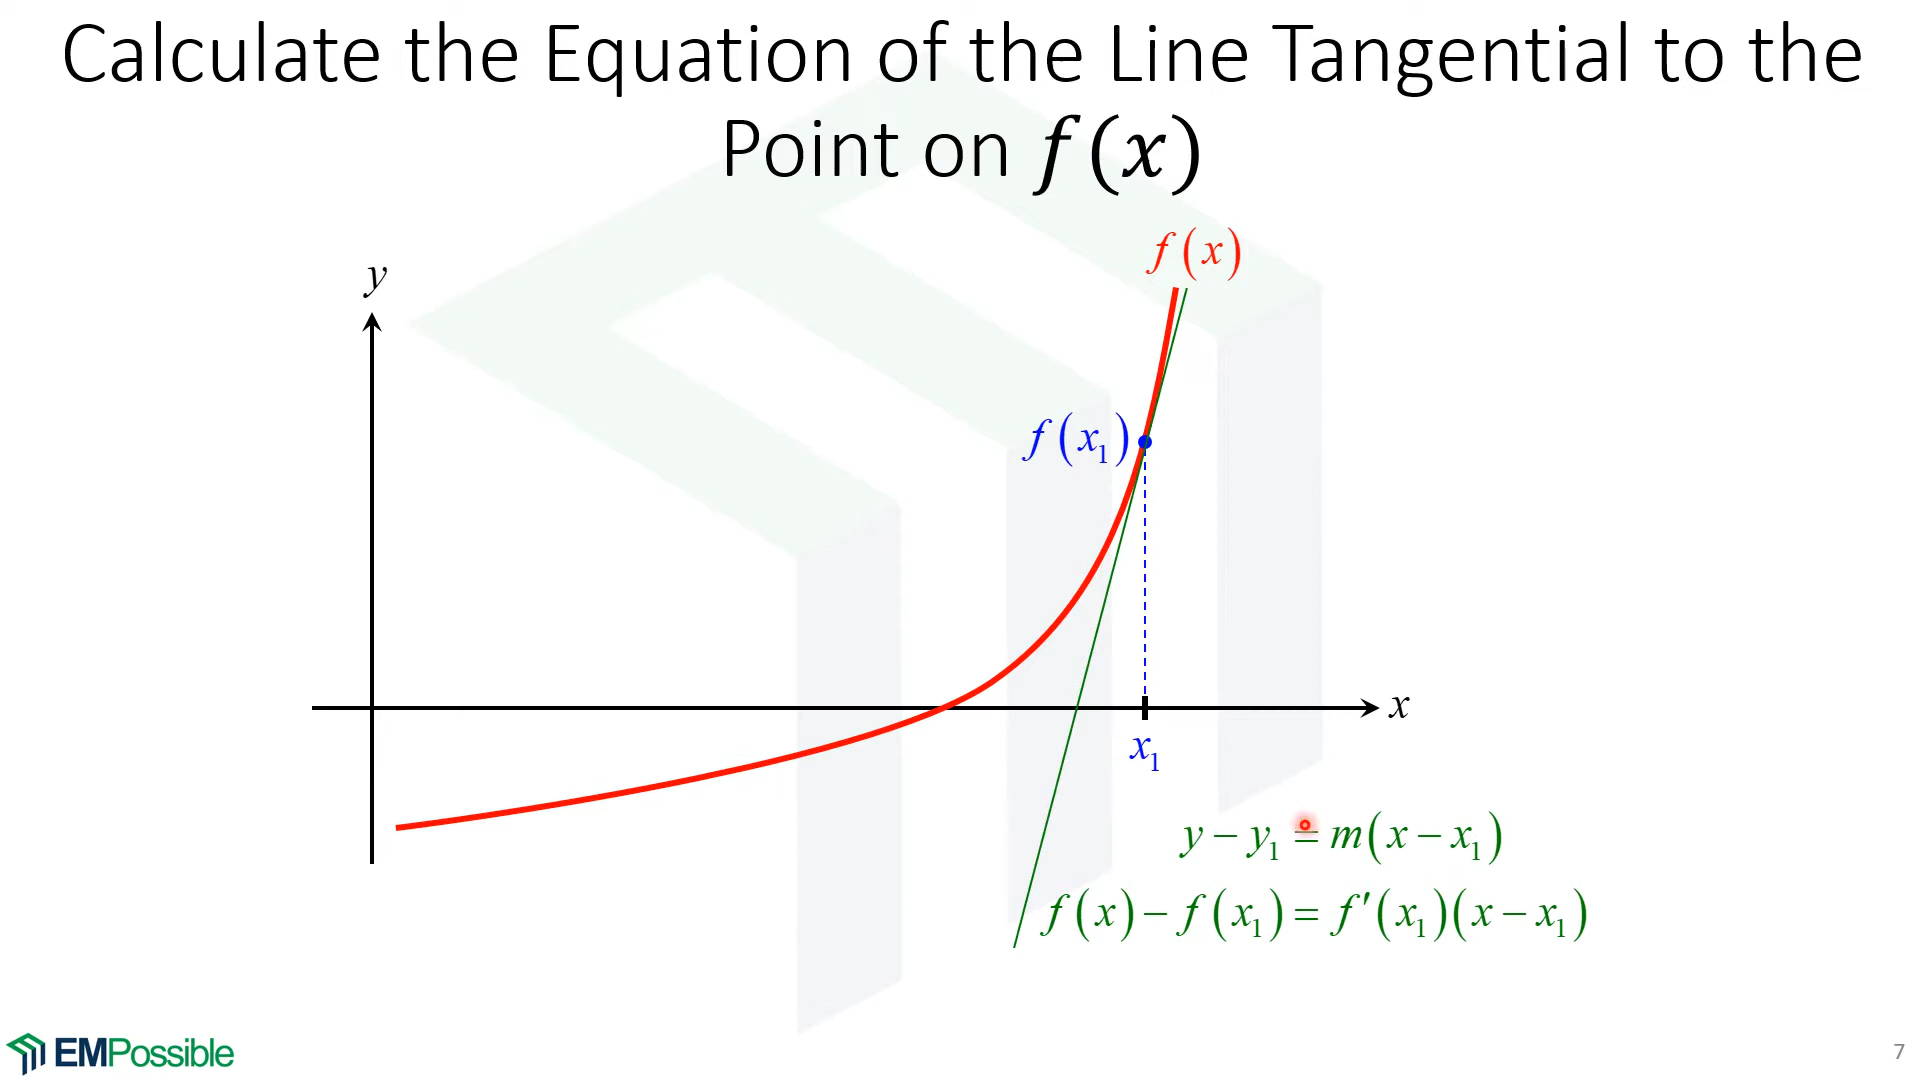 Calculate the Equation of the Line Tangential to the
Point on f(x)
f(x)
y
f(x₁)
x
x₁
y − y₁ = m(x − x₁)
f(x) − f(x₁) = f′(x₁)(x − x₁)
EMPossible
7